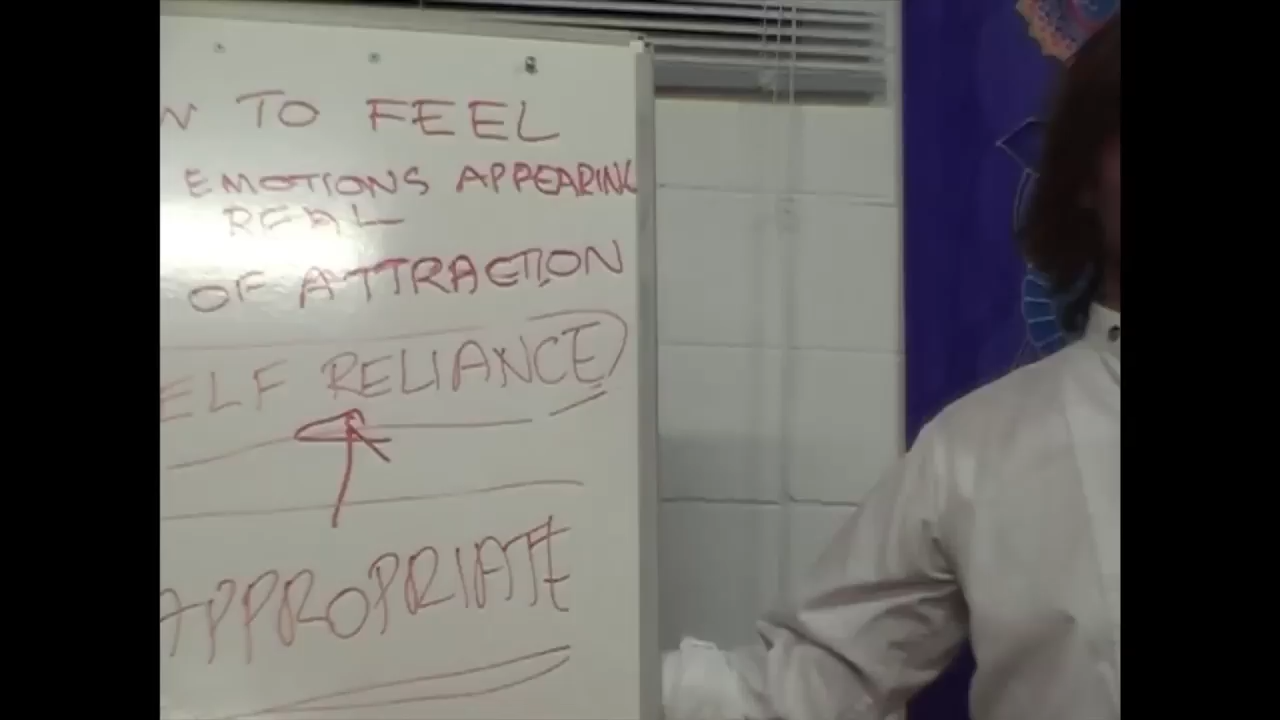 TO FEEL
EMOTIONS APPEARING
REAL
OF ATTRACTION
ELF RELIANCE
APPROPRIATE